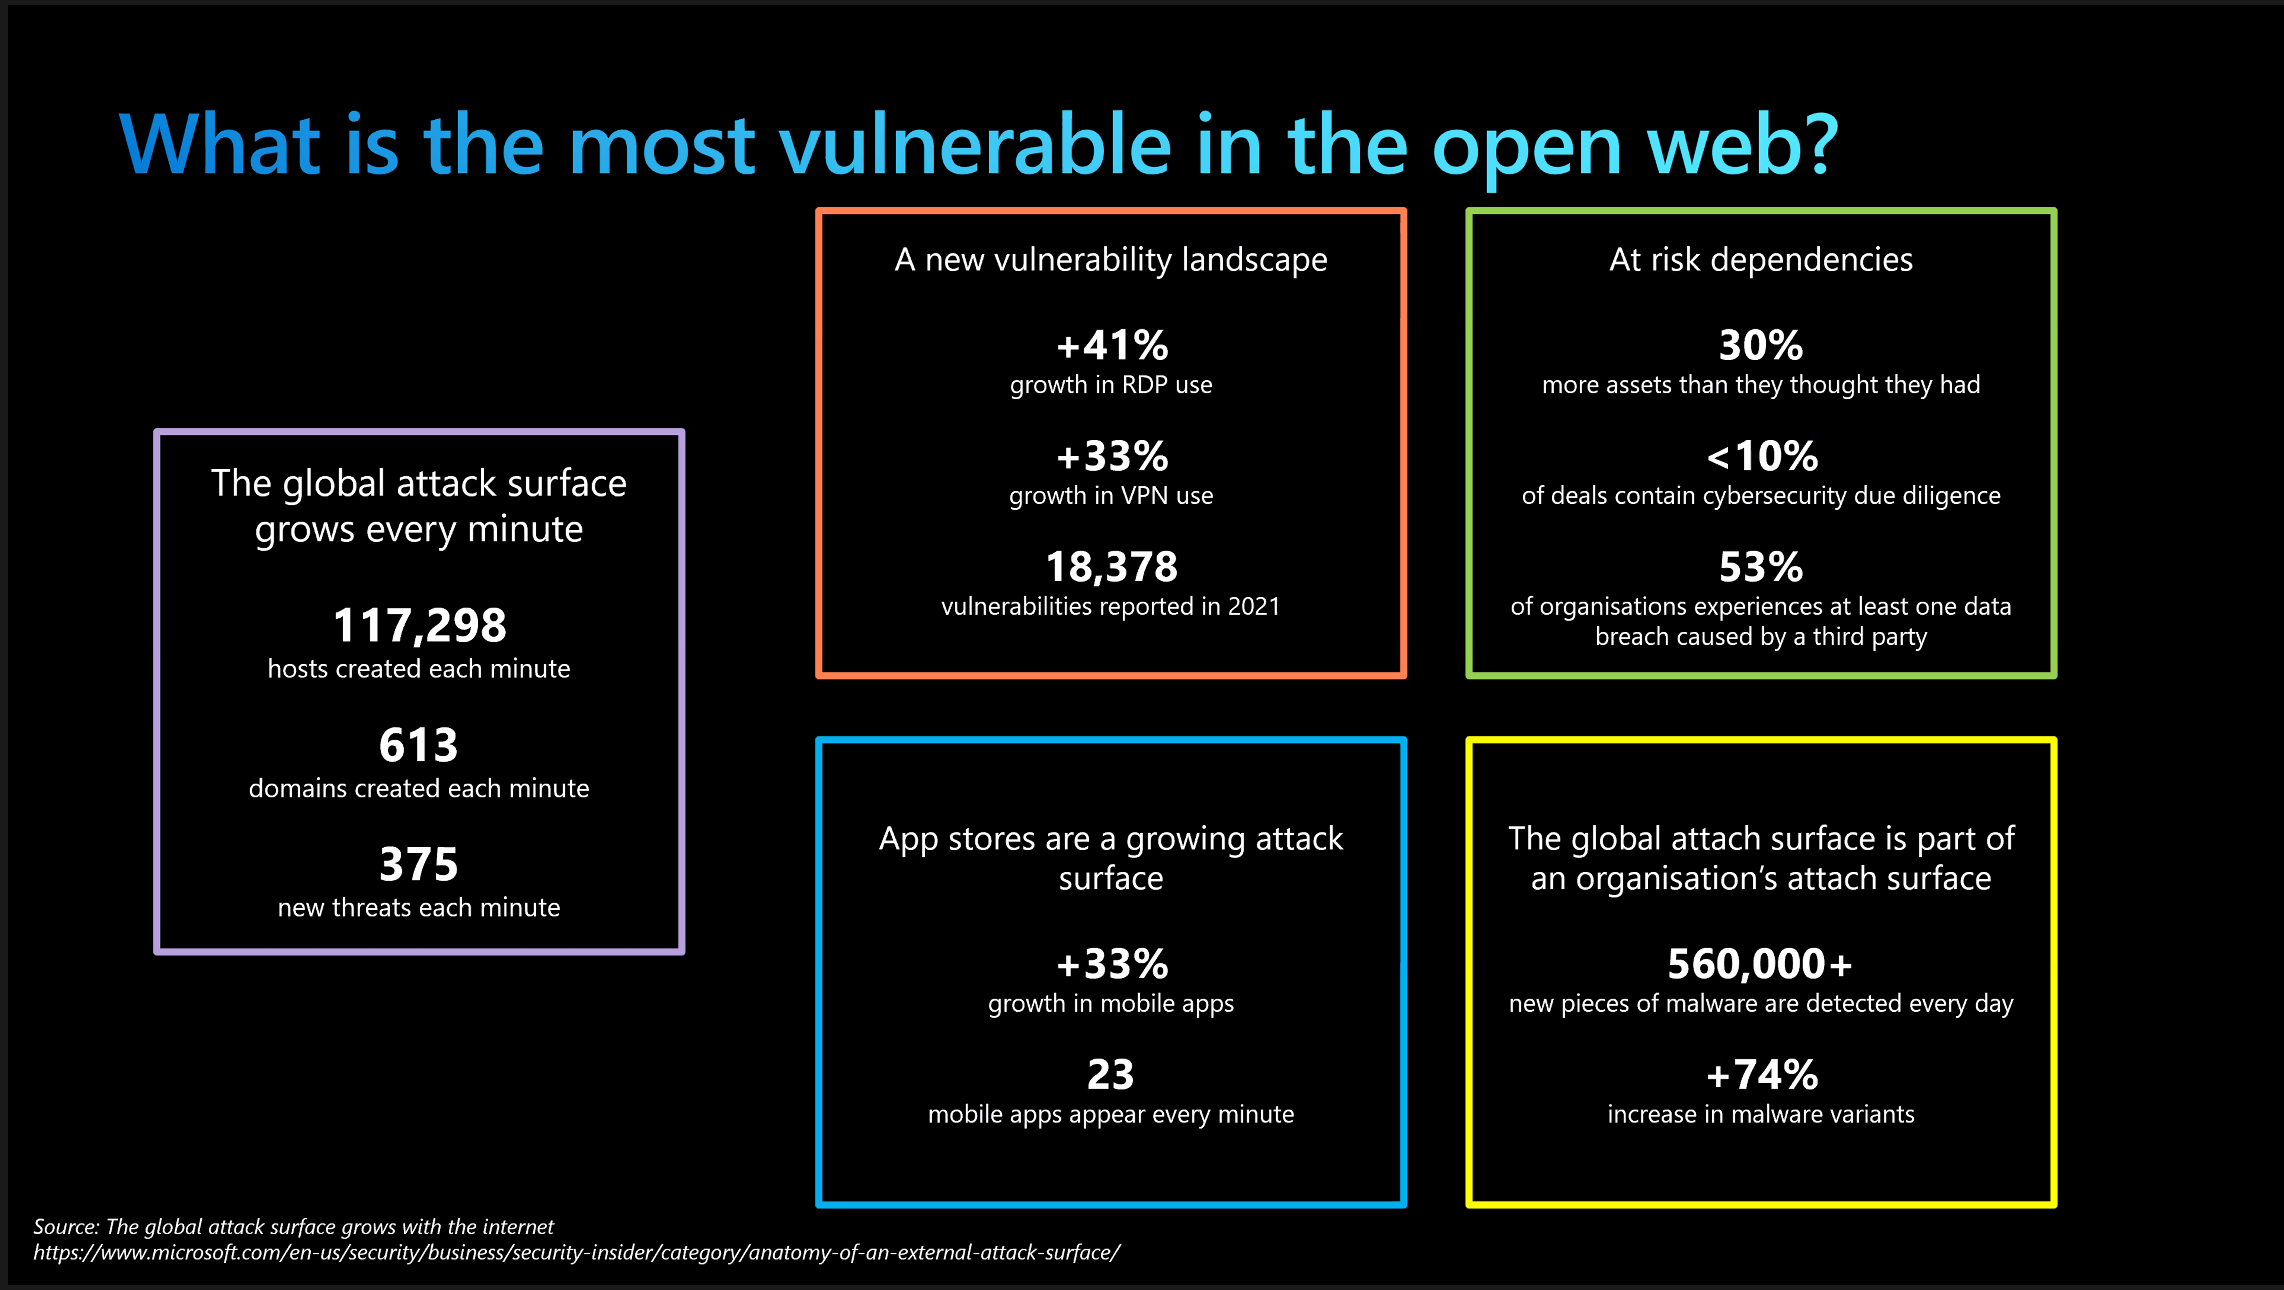 What is the most vulnerable in the open web?
The global attack surface
grows every minute
117,298
hosts created each minute
613
domains created each minute
375
new threats each minute
A new vulnerability landscape
+41%
growth in RDP use
+33%
growth in VPN use
18,378
vulnerabilities reported in 2021
At risk dependencies
30%
more assets than they thought they had
<10%
of deals contain cybersecurity due diligence
53%
of organisations experiences at least one data
breach caused by a third party
App stores are a growing attack
surface
+33%
growth in mobile apps
23
mobile apps appear every minute
The global attach surface is part of
an organisation’s attach surface
560,000+
new pieces of malware are detected every day
+74%
increase in malware variants
Source: The global attack surface grows with the internet
https://www.microsoft.com/en-us/security/business/security-insider/category/anatomy-of-an-external-attack-surface/